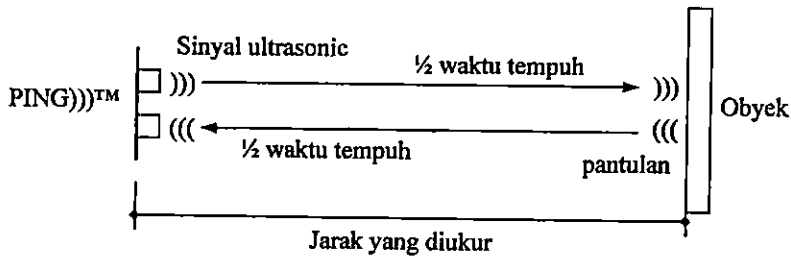 Sinyal ultrasonic
½ waktu tempuh
PING)))™
)))
)))
Obyek
(((
(((
½ waktu tempuh
pantulan
Jarak yang diukur